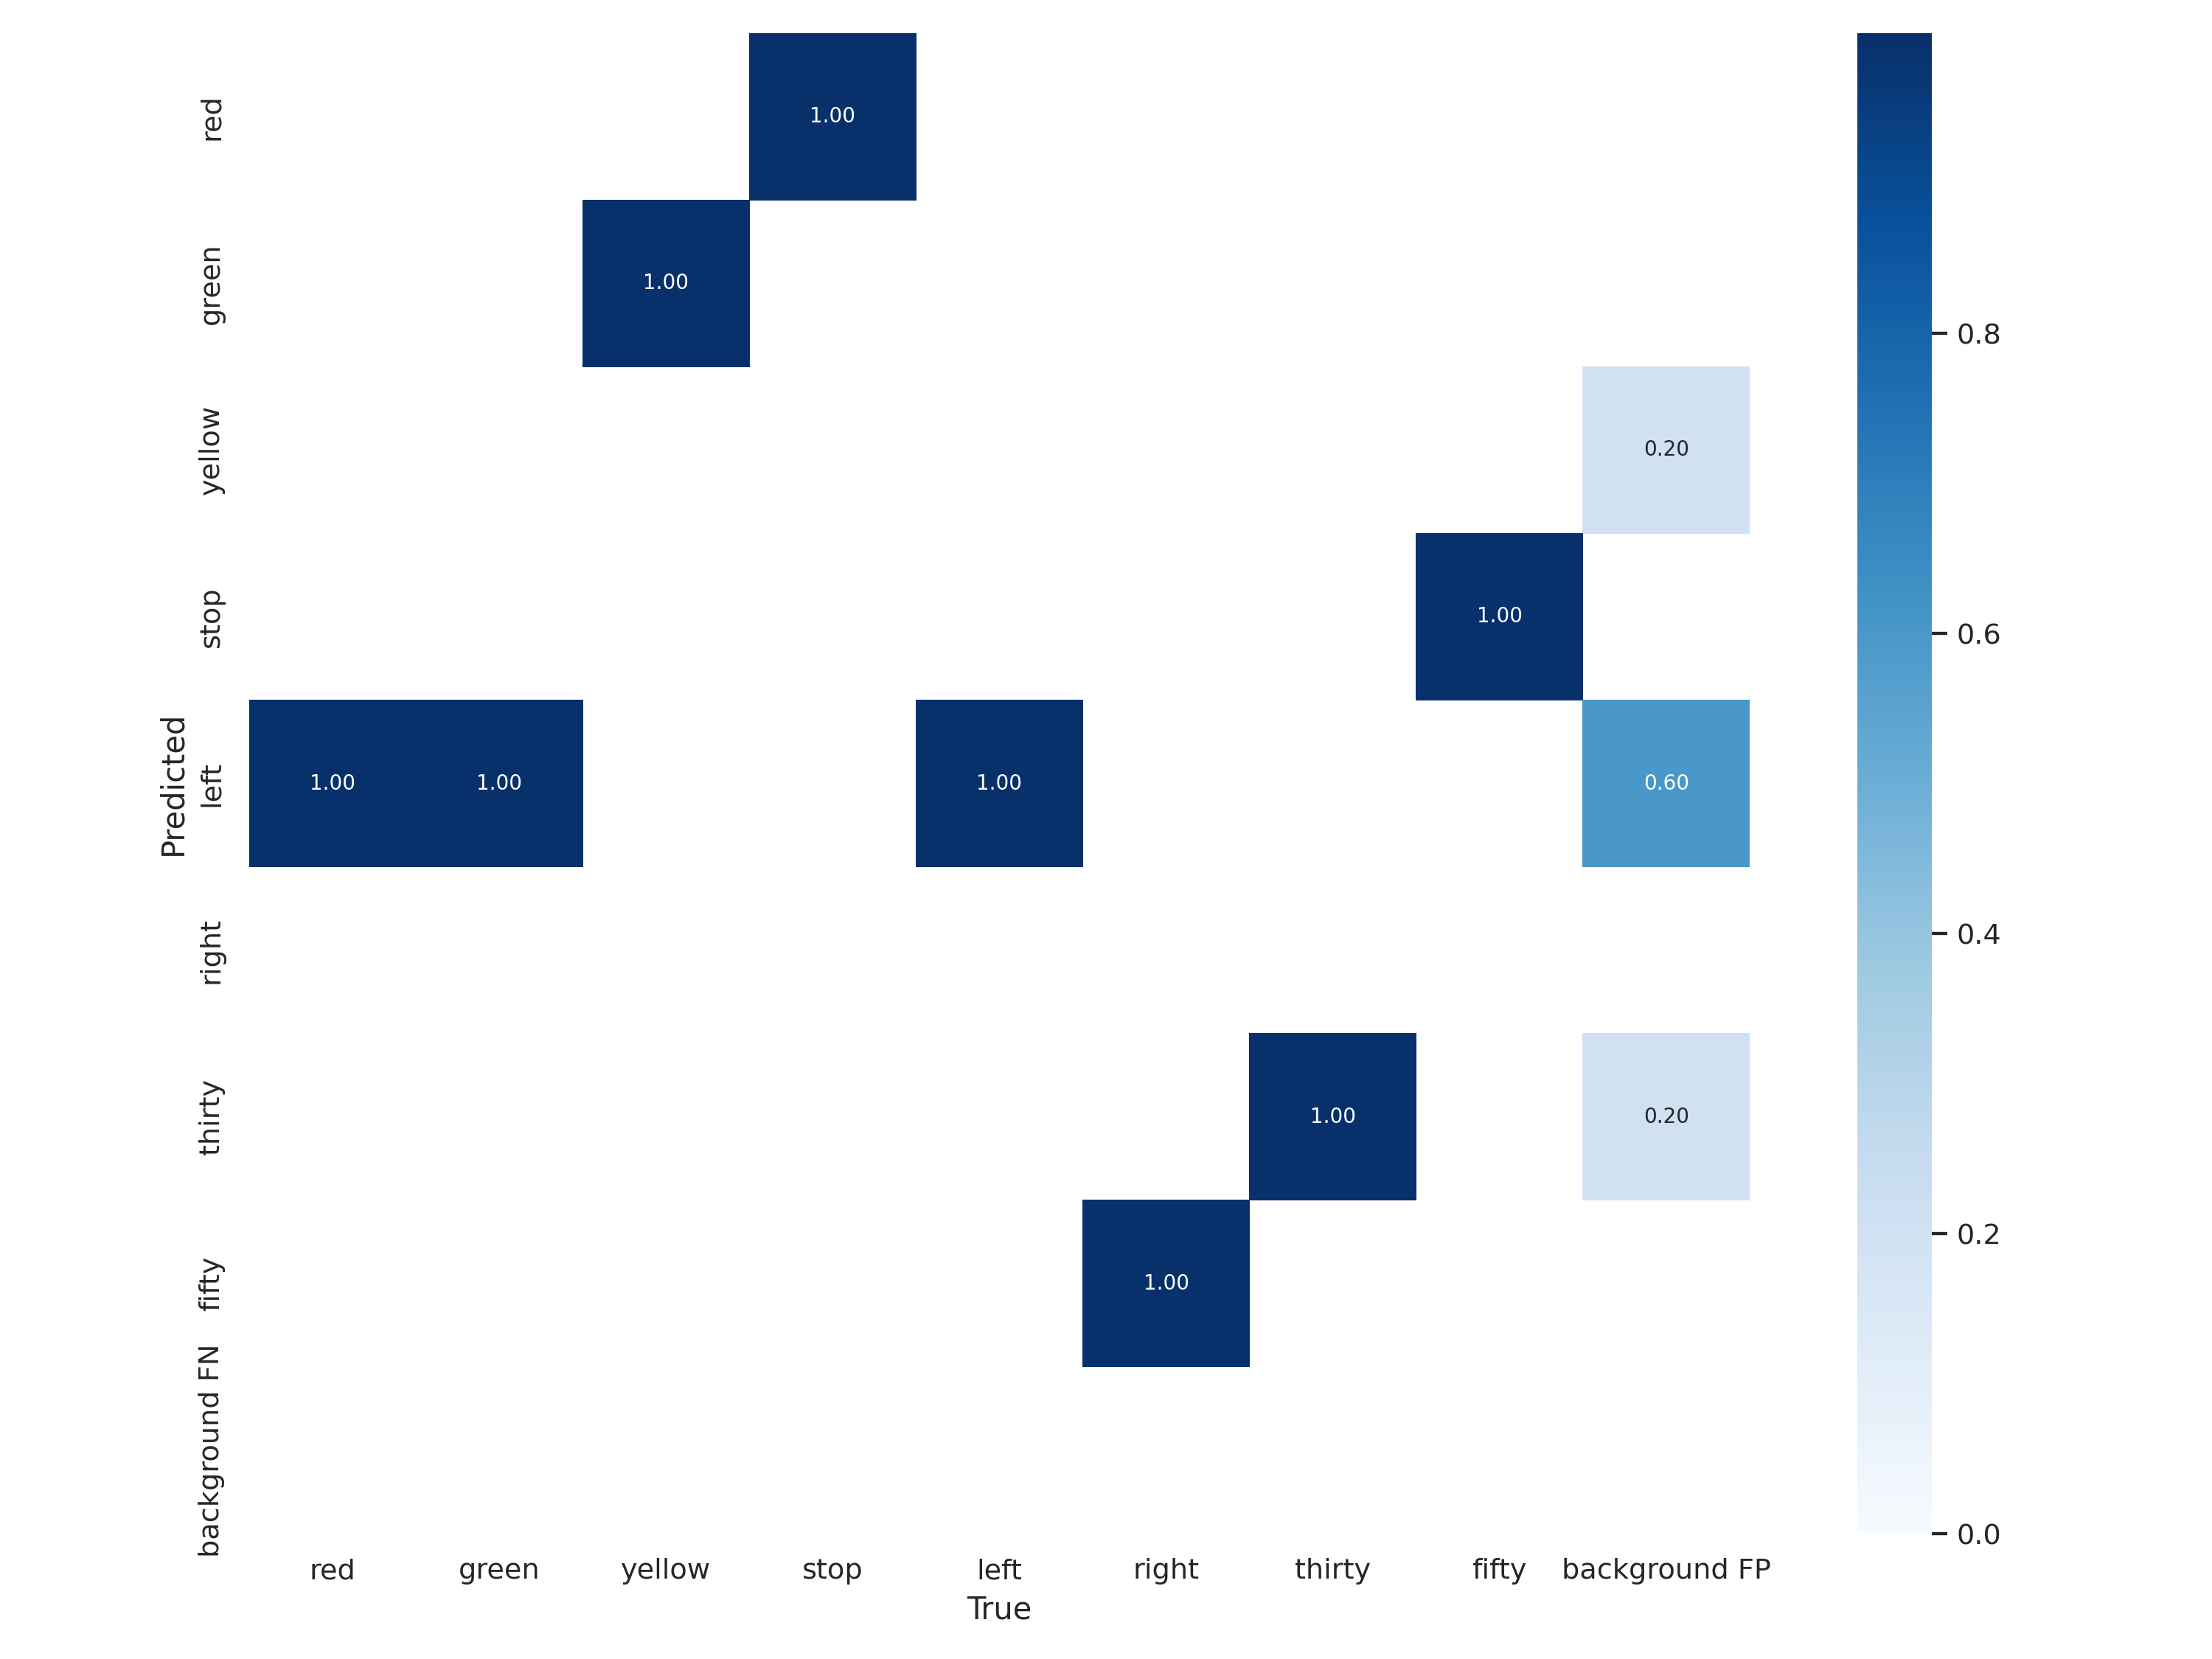 red
1.00
green
1.00
yellow
0.20
stop
1.00
left
1.00 1.00 1.00 0.60
right
thirty
1.00 0.20
fifty
1.00
background FN
Predicted
red green yellow stop left right thirty fifty background FP
True
0.8
0.6
0.4
0.2
0.0